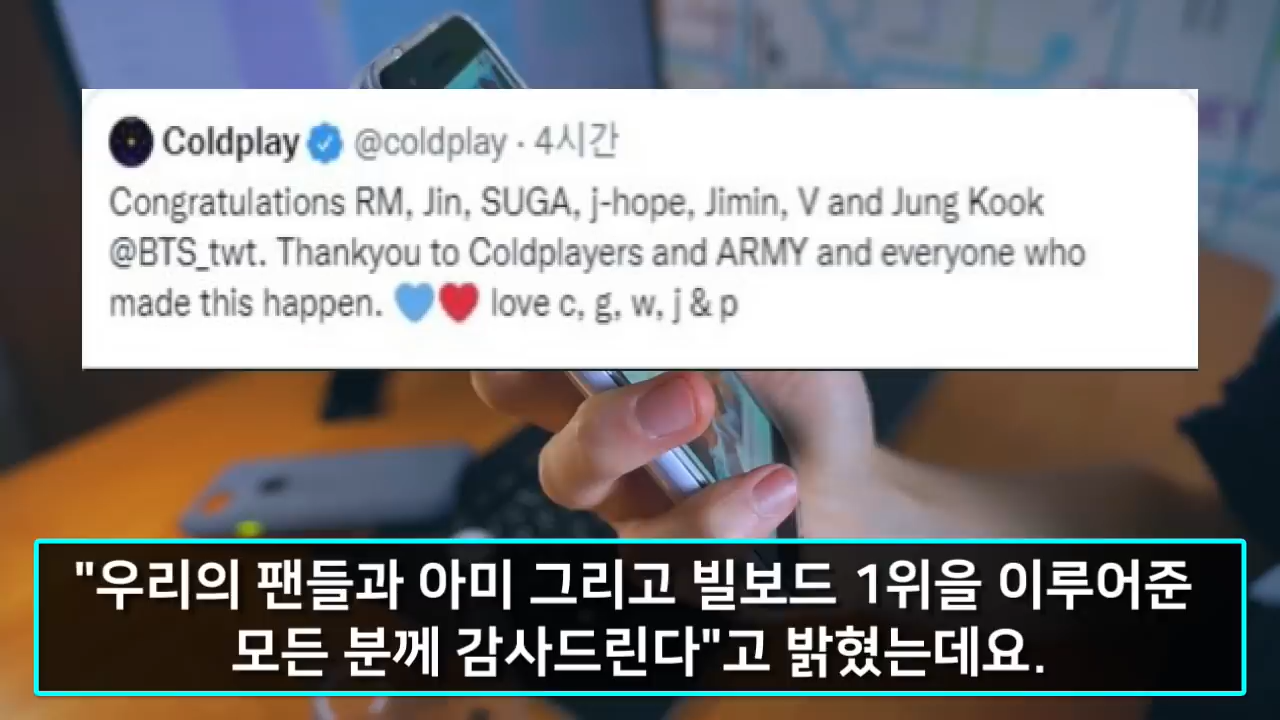 Coldplay @coldplay · 4시간
Congratulations RM, Jin, SUGA, j-hope, Jimin, V and Jung Kook
@BTS_twt. Thankyou to Coldplayers and ARMY and everyone who
made this happen. 💙❤️ love c, g, w, j & p
"우리의 팬들과 아미 그리고 빌보드 1위을 이루어준
모든 분께 감사드린다"고 밝혔는데요.